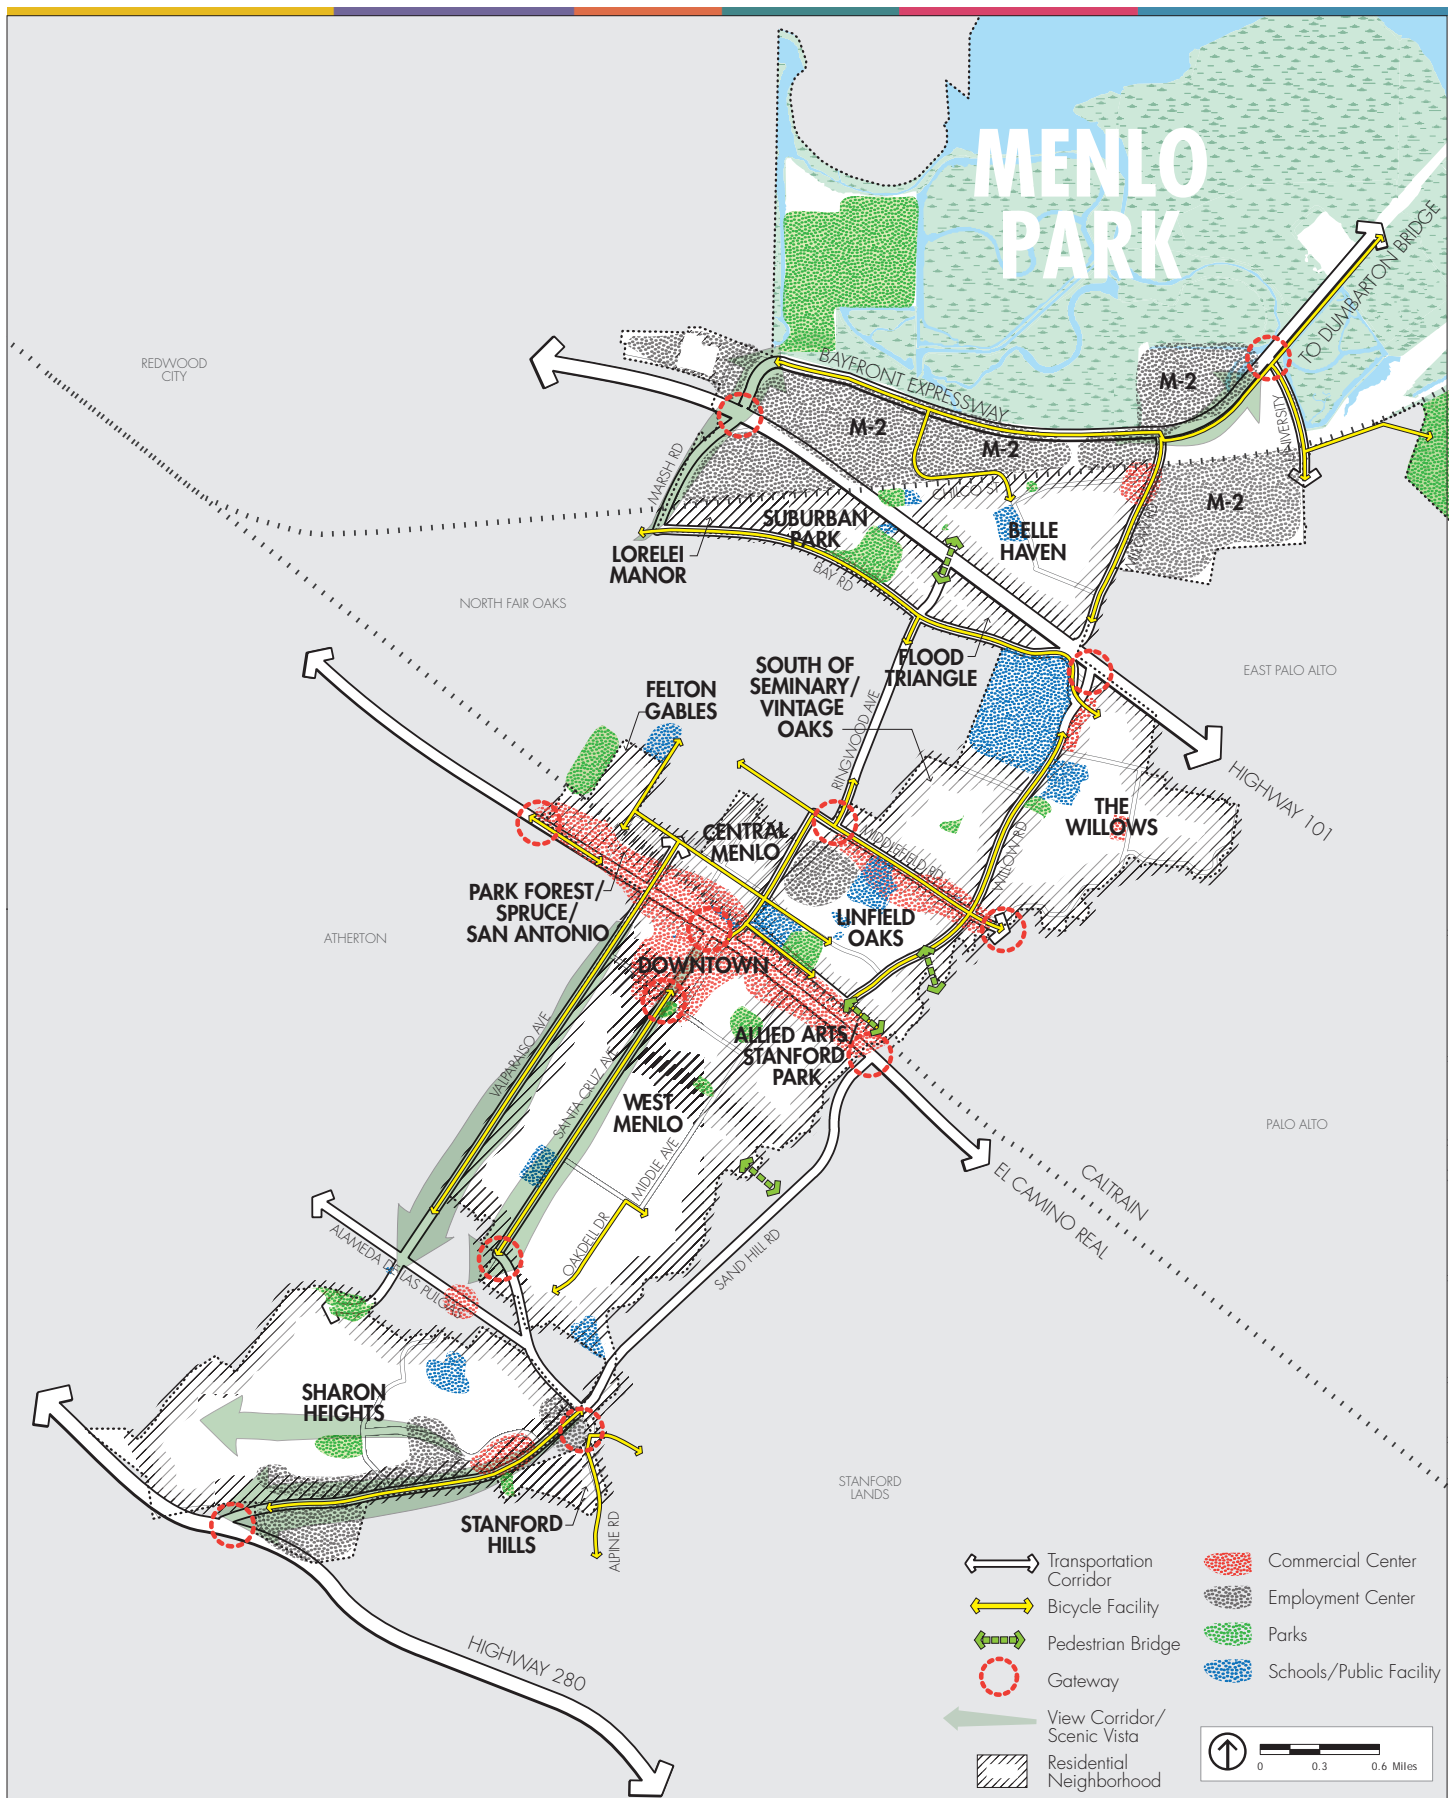 MENLO
PARK
TO DUMBARTON BRIDGE
REDWOOD
CITY
BAYFRONT EXPRESSWAY
M-2
M-2
M-2
M-2
UNIVERSITY
MARSH RD
CHILCO ST
SUBURBAN
PARK
BELLE
HAVEN
LORELEI
MANOR
BAY RD
NORTH FAIR OAKS
FLOOD
TRIANGLE
SOUTH OF
SEMINARY/
VINTAGE
OAKS
EAST PALO ALTO
FELTON
GABLES
RINGWOOD AVE
HIGHWAY 101
THE
WILLOWS
CENTRAL
MENLO
MIDDLEFIELD RD
WILLOW RD
PARK FOREST/
SPRUCE/
SAN ANTONIO
LINFIELD
OAKS
ATHERTON
DOWNTOWN
ALLIED ARTS/
STANFORD
PARK
VALPARAISO AVE
SANTA CRUZ AVE
WEST
MENLO
PALO ALTO
MIDDLE AVE
CALTRAIN
EL CAMINO REAL
OAKDELL DR
SAND HILL RD
ALAMEDA DE LAS PULGAS
SHARON
HEIGHTS
STANFORD
LANDS
STANFORD
HILLS
ALPINE RD
HIGHWAY 280
Transportation
Corridor
Bicycle Facility
Pedestrian Bridge
Gateway
View Corridor/
Scenic Vista
Residential
Neighborhood
Commercial Center
Employment Center
Parks
Schools/Public Facility
0 0.3 0.6 Miles